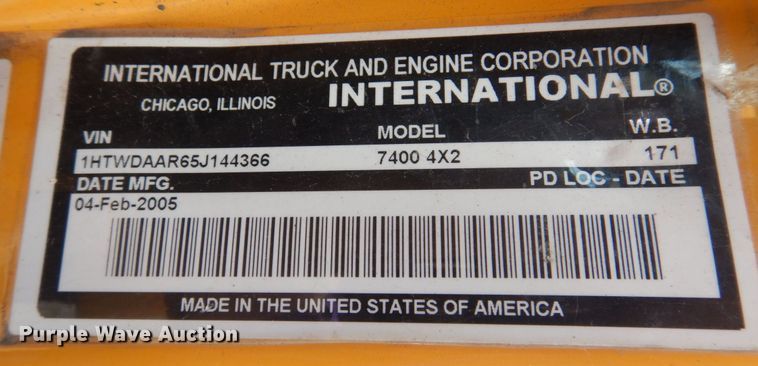 INTERNATIONAL TRUCK AND ENGINE CORPORATION
CHICAGO, ILLINOIS INTERNATIONAL®
VIN MODEL W.B.
1HTWDAAR65J144366 7400 4X2 171
DATE MFG. PD LOC - DATE
04-Feb-2005
MADE IN THE UNITED STATES OF AMERICA
Purple Wave Auction